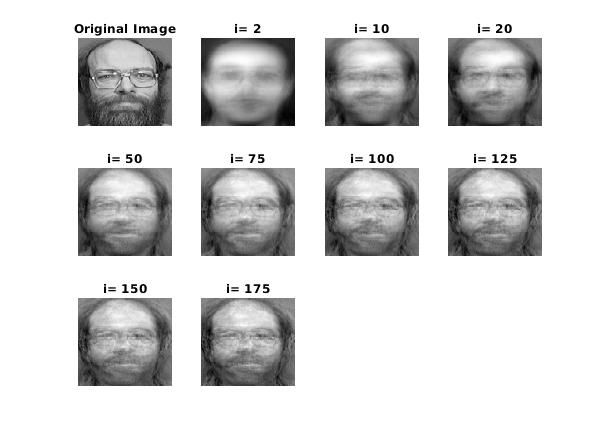 Original Image
i= 2
i= 10
i= 20
i= 50
i= 75
i= 100
i= 125
i= 150
i= 175